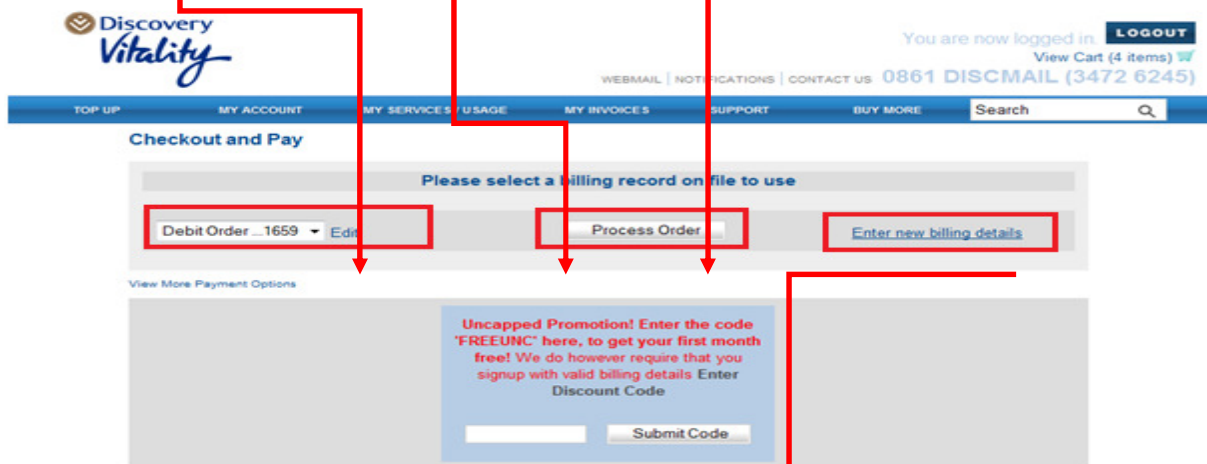 Discovery
Vitality
You are now logged in. LOGOUT
View Cart (4 items)
WEBMAIL | NOTIFICATIONS | CONTACT US 0861 DISCMAIL (3472 6245)
TOP UP MY ACCOUNT MY SERVICES / USAGE MY INVOICES SUPPORT BUY MORE Search
Checkout and Pay
Please select a billing record on file to use
Debit Order ...1659 Edit Process Order Enter new billing details
View More Payment Options
Uncapped Promotion! Enter the code
'FREEUNC' here, to get your first month
free! We do however require that you
signup with valid billing details Enter
Discount Code
Submit Code